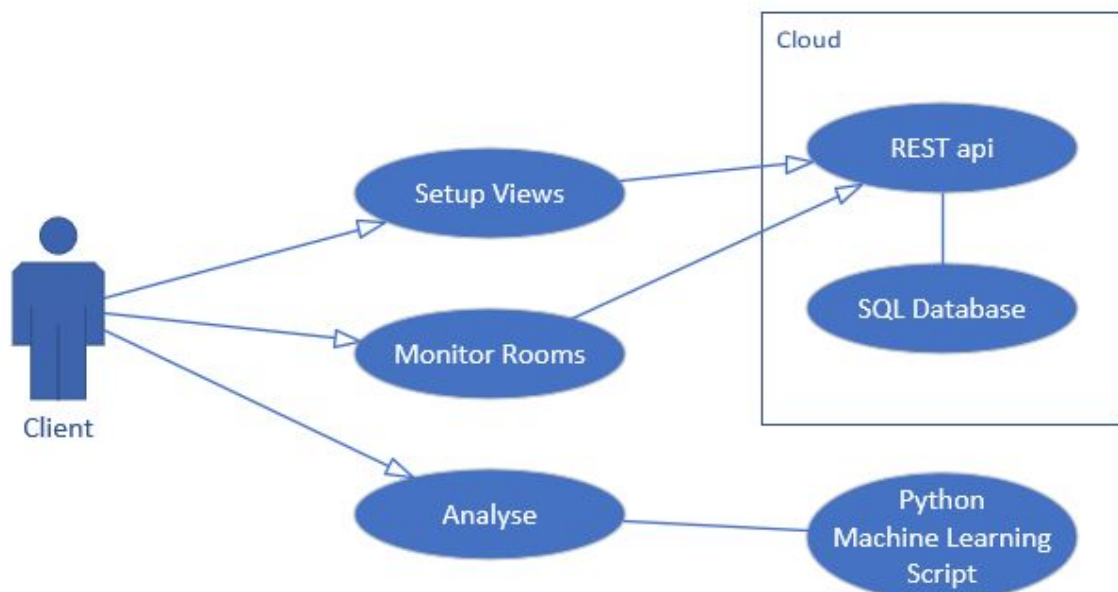 Cloud
REST api
Setup Views
SQL Database
Monitor Rooms
Client
Analyse
Python
Machine Learning
Script